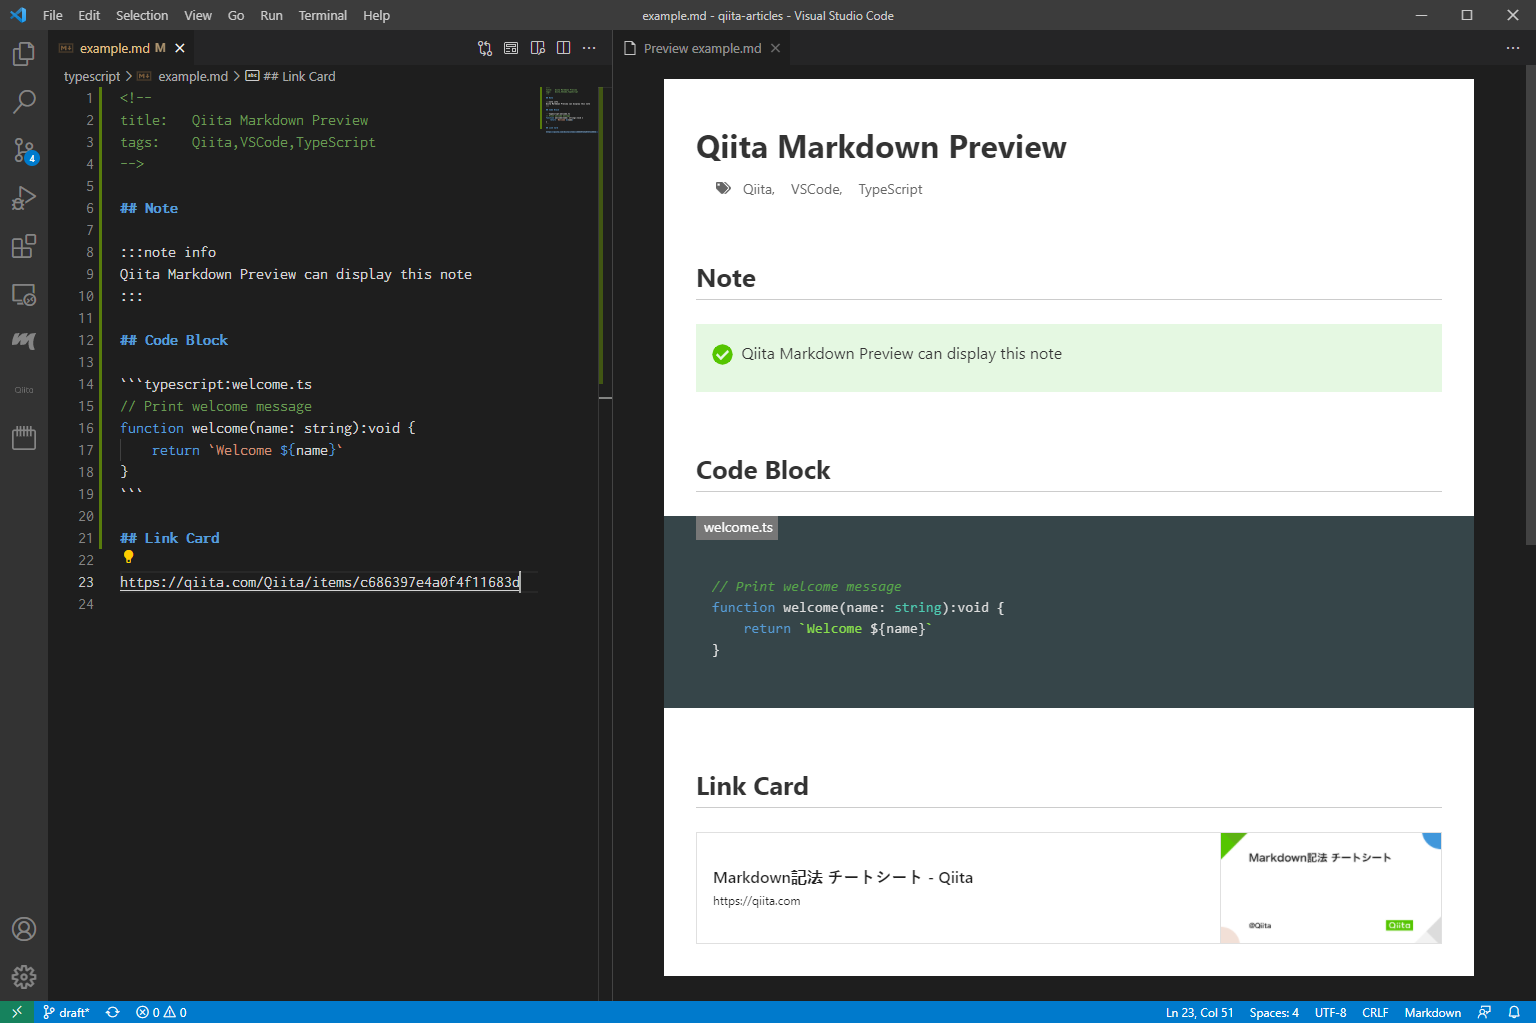 File Edit Selection View Go Run Terminal Help
example.md - qiita-articles - Visual Studio Code
example.md M
Preview example.md
typescript > example.md > ## Link Card
4
Qiita
1 <!--
2 title:   Qiita Markdown Preview
3 tags:    Qiita,VSCode,TypeScript
4 -->
5
6 ## Note
7
8 :::note info
9 Qiita Markdown Preview can display this note
10 :::
11
12 ## Code Block
13
14 ```typescript:welcome.ts
15 // Print welcome message
16 function welcome(name: string):void {
17     return `Welcome ${name}`
18 }
19 ```
20
21 ## Link Card
22
23 https://qiita.com/Qiita/items/c686397e4a0f4f11683d
24
Qiita Markdown Preview
Qiita, VSCode, TypeScript
Note
Qiita Markdown Preview can display this note
Code Block
welcome.ts
// Print welcome message
function welcome(name: string):void {
    return `Welcome ${name}`
}
Link Card
Markdown記法 チートシート - Qiita
https://qiita.com
Markdown記法 チートシート
@Qiita
Qiita
draft* 0 0
Ln 23, Col 51 Spaces: 4 UTF-8 CRLF Markdown